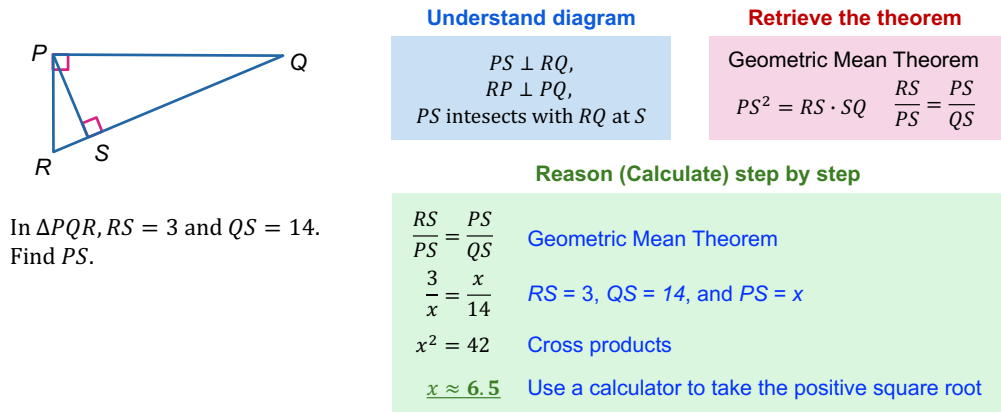 P
Q
R
S
In ΔPQR, RS = 3 and QS = 14.
Find PS.
Understand diagram
PS ⊥ RQ,
RP ⊥ PQ,
PS intesects with RQ at S
Retrieve the theorem
Geometric Mean Theorem
PS² = RS · SQ    RS/PS = PS/QS
Reason (Calculate) step by step
RS/PS = PS/QS    Geometric Mean Theorem
3/x = x/14    RS = 3, QS = 14, and PS = x
x² = 42    Cross products
x ≈ 6.5    Use a calculator to take the positive square root